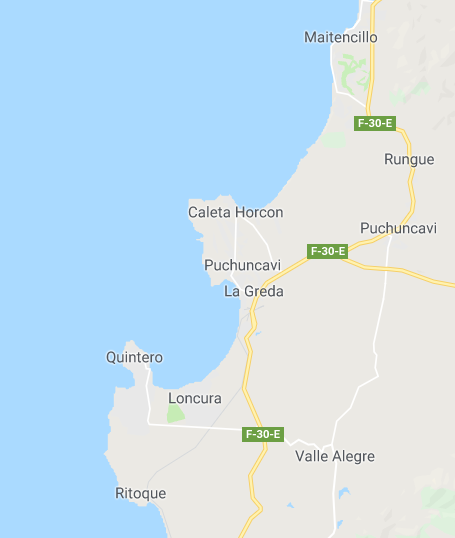 Maitencillo
F-30-E
Rungue
Caleta Horcon
Puchuncavi
F-30-E
Puchuncavi
La Greda
Quintero
Loncura
F-30-E
Valle Alegre
Ritoque